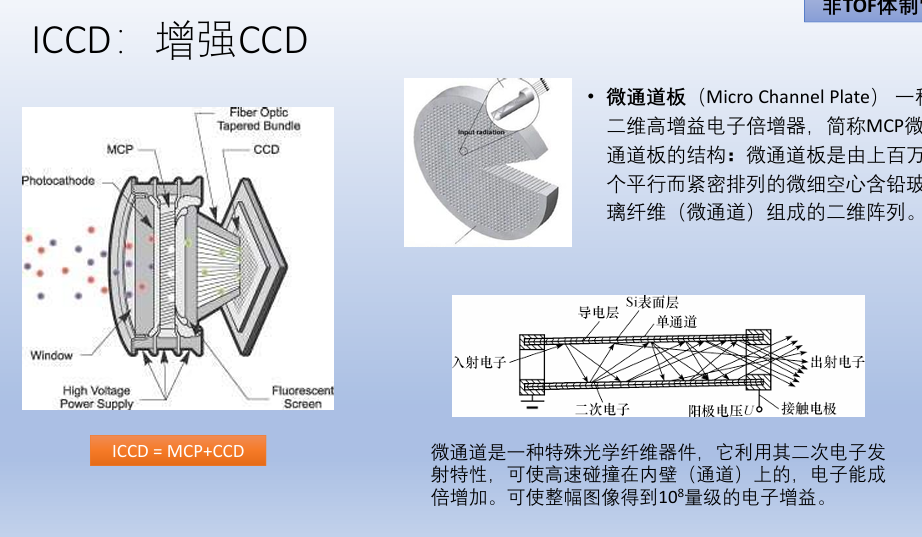 非TOF体制
ICCD：增强CCD
Fiber Optic
Tapered Bundle
MCP
CCD
Photocathode
Window
High Voltage
Power Supply
Fluorescent
Screen
ICCD = MCP+CCD
Input radiation
• 微通道板（Micro Channel Plate） 一
二维高增益电子倍增器，简称MCP微
通道板的结构：微通道板是由上百万
个平行而紧密排列的微细空心含铅玻
璃纤维（微通道）组成的二维阵列。
Si表面层
导电层
单通道
入射电子
出射电子
二次电子
阳极电压U
接触电极
微通道是一种特殊光学纤维器件，它利用其二次电子发
射特性，可使高速碰撞在内壁（通道）上的，电子能成
倍增加。可使整幅图像得到10⁸量级的电子增益。